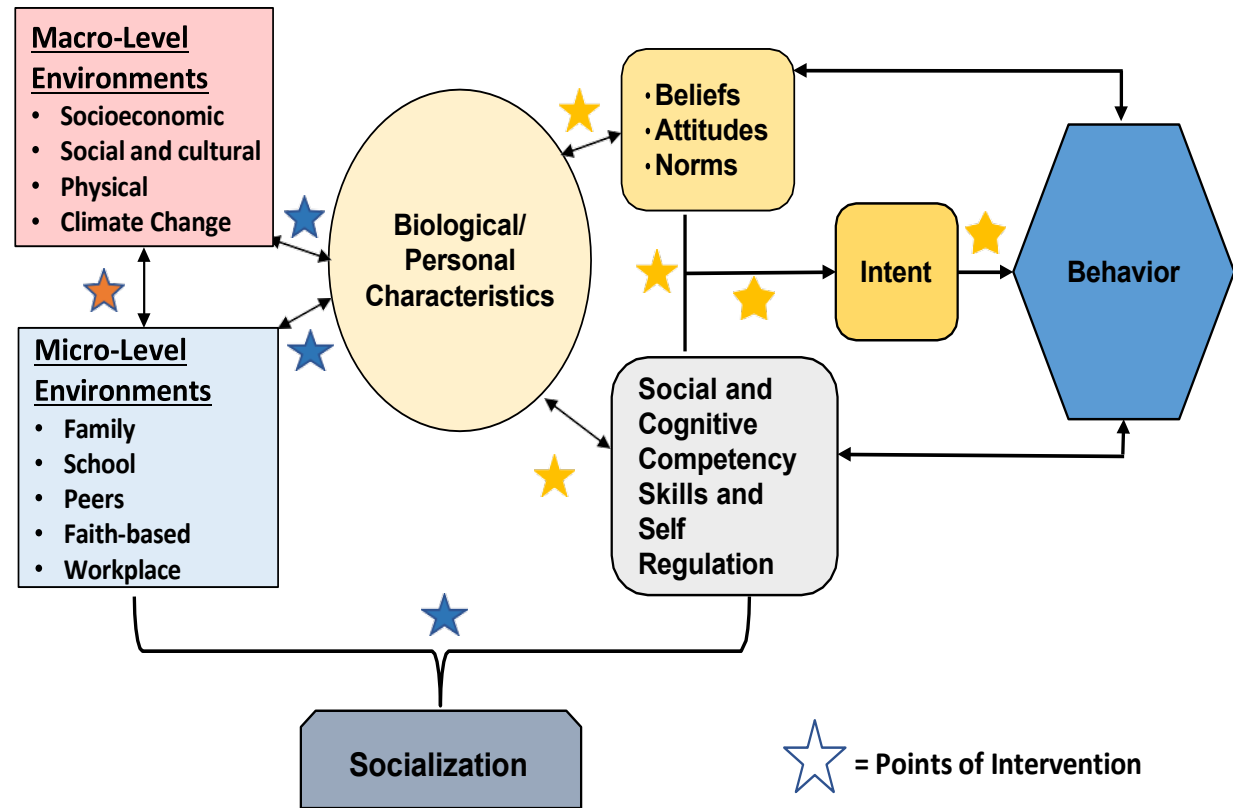 Macro-Level
Environments
• Socioeconomic
• Social and cultural
• Physical
• Climate Change
Micro-Level
Environments
• Family
• School
• Peers
• Faith-based
• Workplace
Biological/
Personal
Characteristics
•Beliefs
•Attitudes
•Norms
Intent
Behavior
Social and
Cognitive
Competency
Skills and
Self
Regulation
Socialization
= Points of Intervention